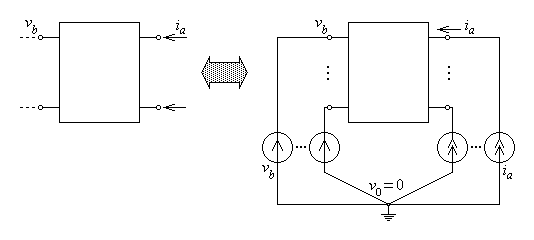 v_b
i_a
v_b
i_a
v_b
v_0 = 0
i_a